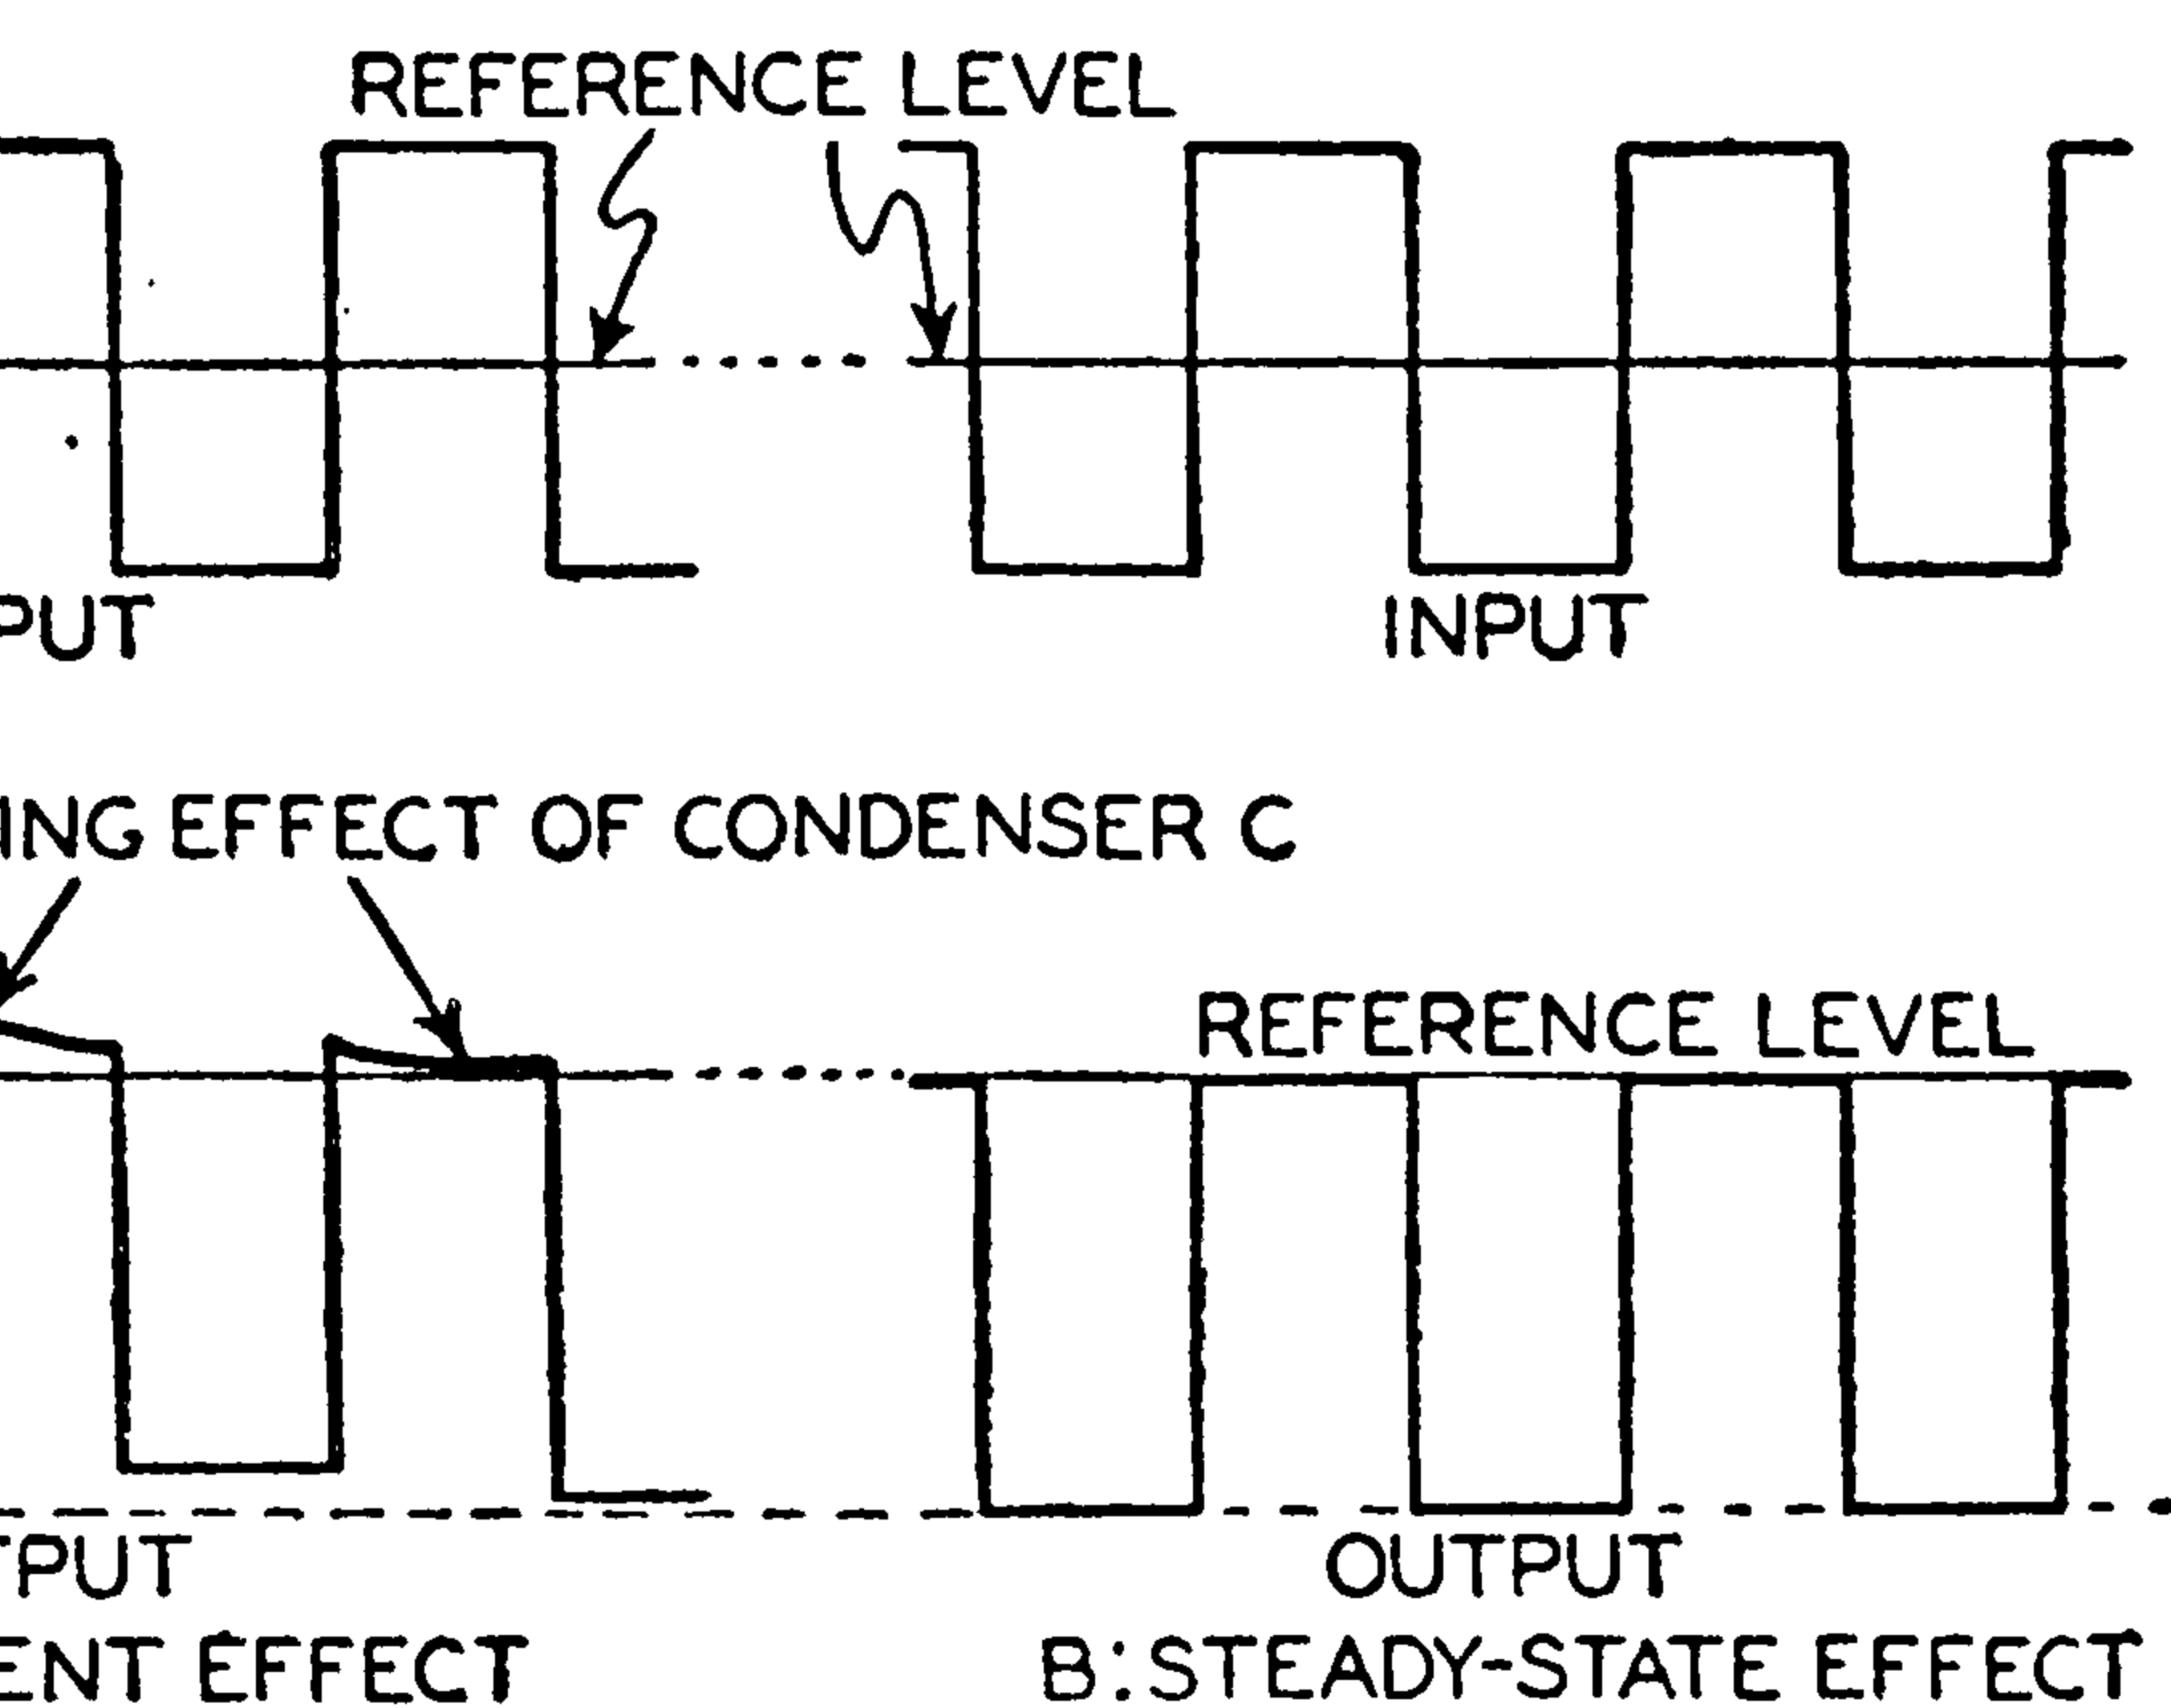 REFERENCE LEVEL
PUT
INPUT
ING EFFECT OF CONDENSER C
REFERENCE LEVEL
TPUT
OUTPUT
ENT EFFECT
B: STEADY-STATE EFFECT